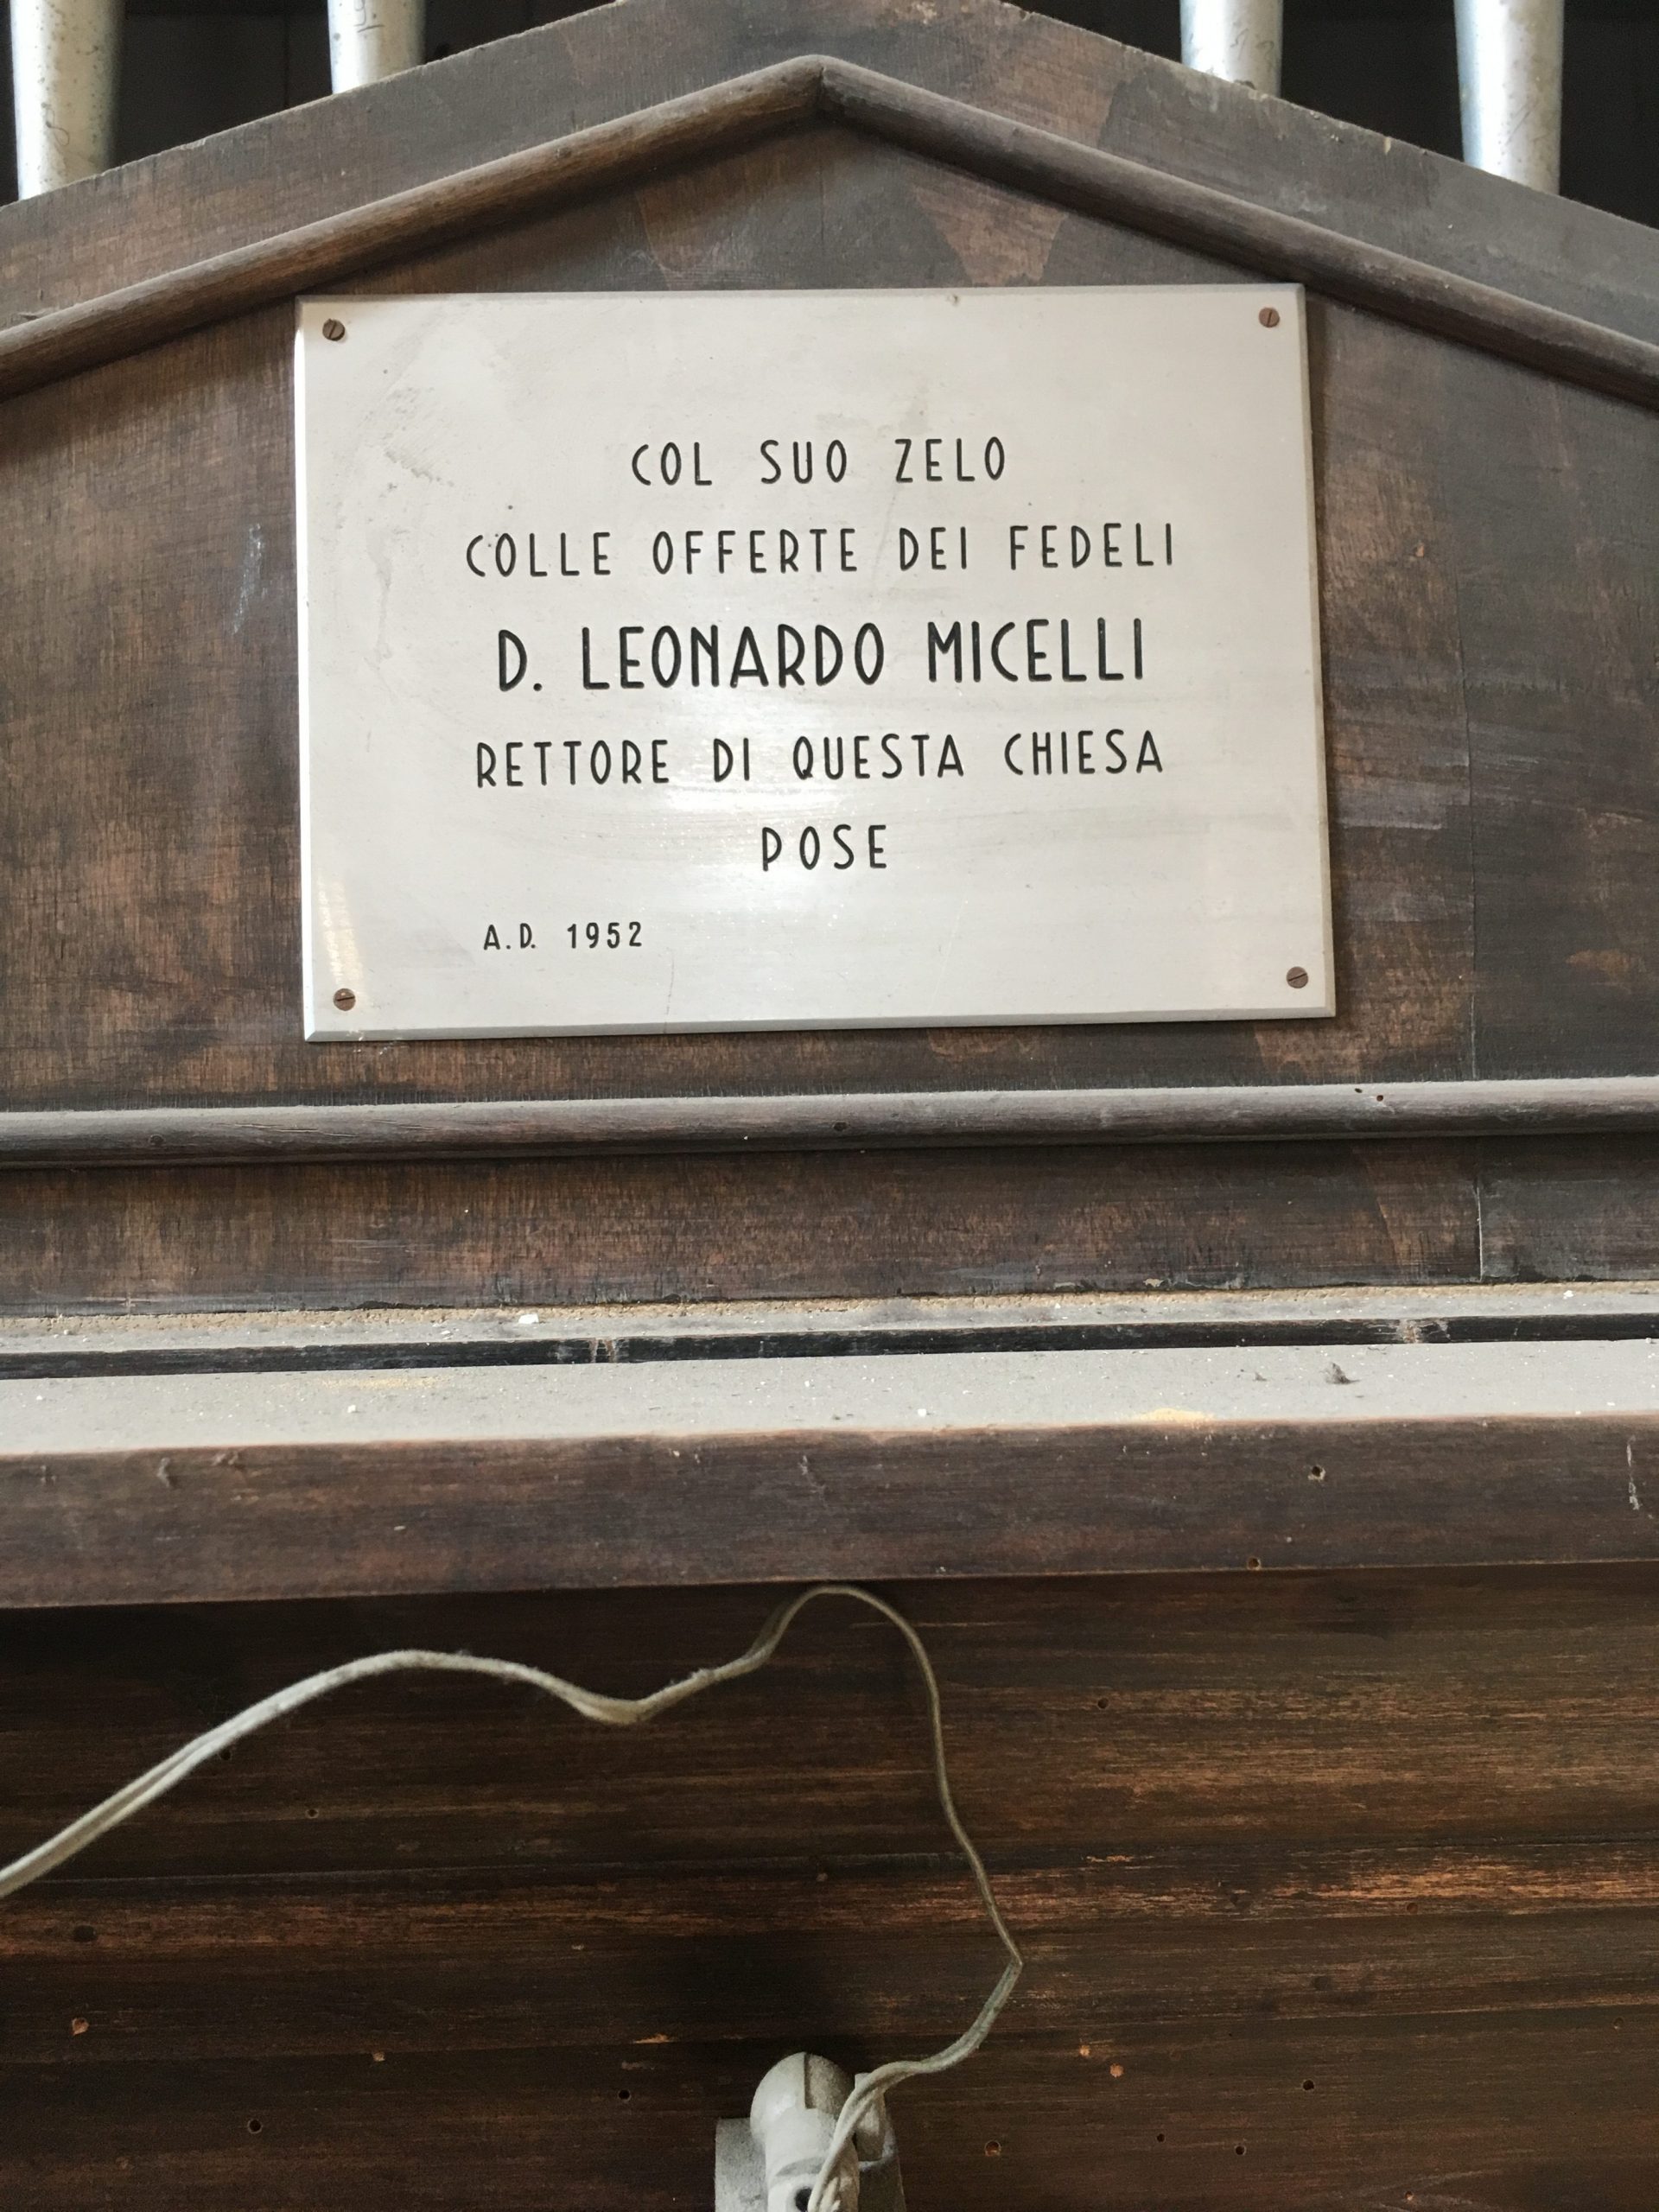 COL SUO ZELO
COLLE OFFERTE DEI FEDELI
D. LEONARDO MICELLI
RETTORE DI QUESTA CHIESA
POSE
A.D. 1952